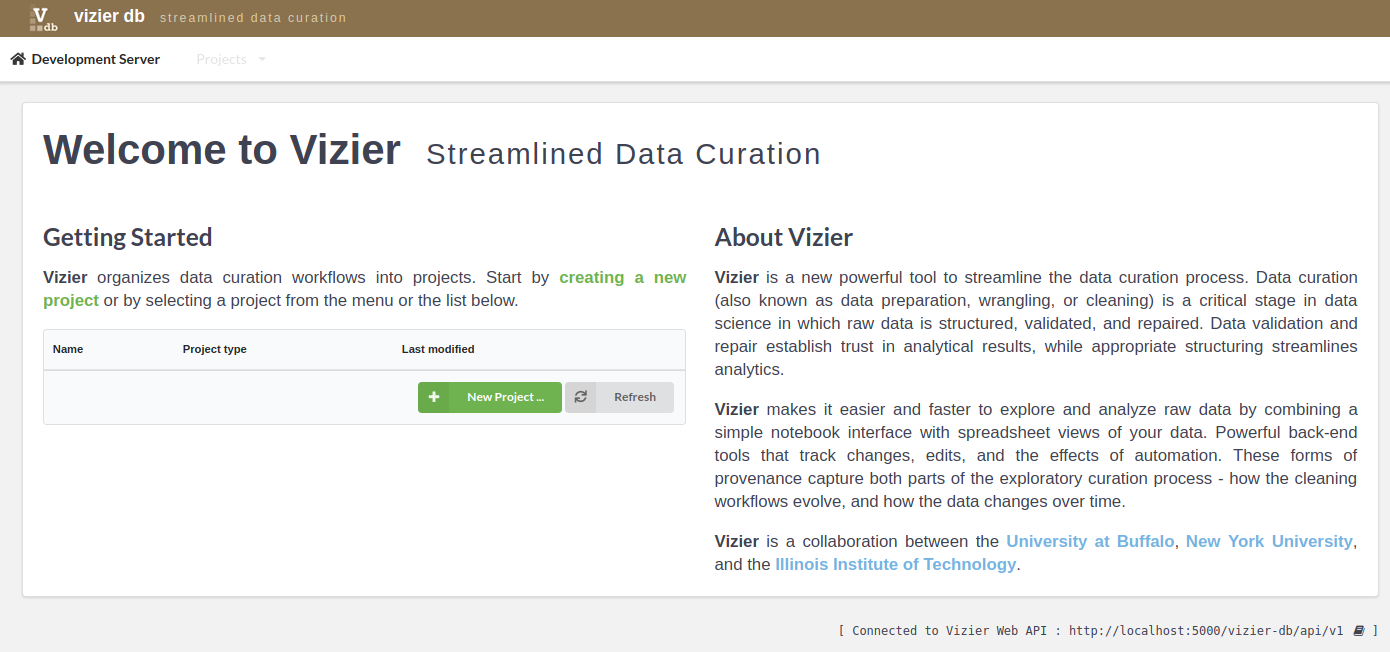 V
db
vizier db streamlined data curation
Development Server Projects
Welcome to Vizier Streamlined Data Curation
Getting Started
Vizier organizes data curation workflows into projects. Start by creating a new
project or by selecting a project from the menu or the list below.
Name Project type Last modified
New Project ... Refresh
About Vizier
Vizier is a new powerful tool to streamline the data curation process. Data curation
(also known as data preparation, wrangling, or cleaning) is a critical stage in data
science in which raw data is structured, validated, and repaired. Data validation and
repair establish trust in analytical results, while appropriate structuring streamlines
analytics.
Vizier makes it easier and faster to explore and analyze raw data by combining a
simple notebook interface with spreadsheet views of your data. Powerful back-end
tools that track changes, edits, and the effects of automation. These forms of
provenance capture both parts of the exploratory curation process - how the cleaning
workflows evolve, and how the data changes over time.
Vizier is a collaboration between the University at Buffalo, New York University,
and the Illinois Institute of Technology.
[ Connected to Vizier Web API : http://localhost:5000/vizier-db/api/v1 ]